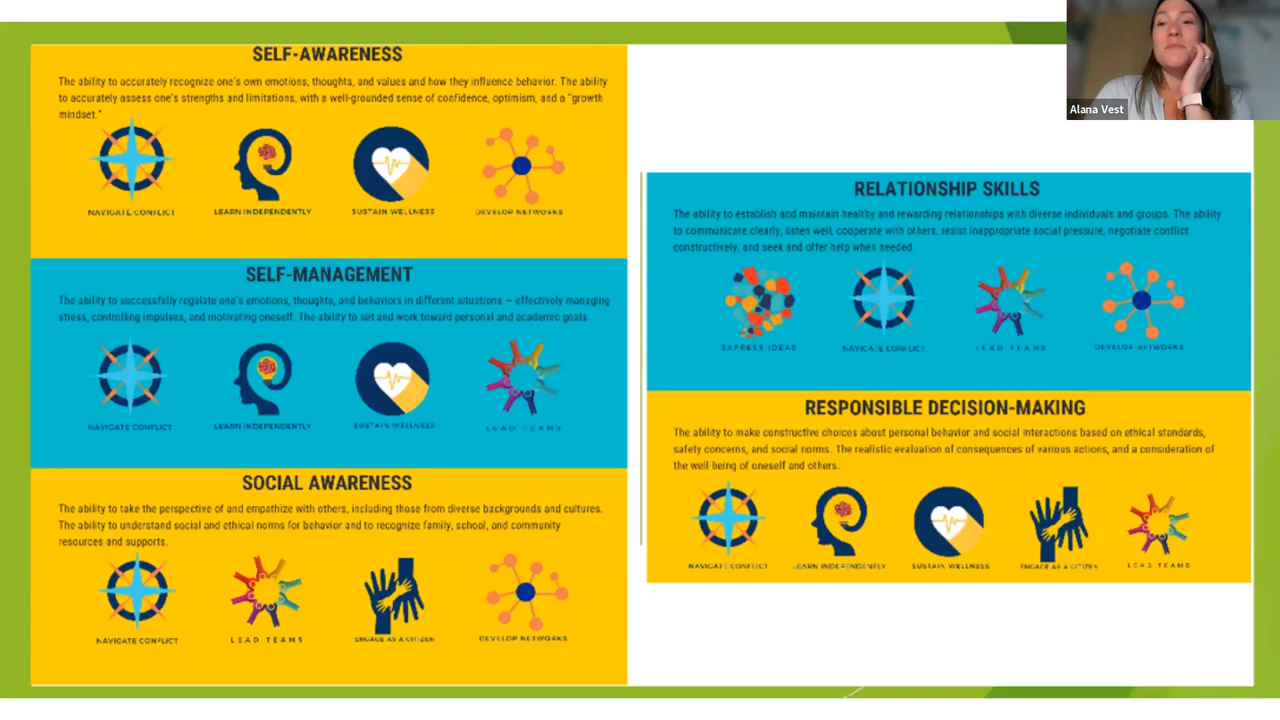 SELF-AWARENESS
The ability to accurately recognize one's own emotions, thoughts, and values and how they influence behavior. The ability
to accurately assess one's strengths and limitations, with a well-grounded sense of confidence, optimism, and a "growth
mindset."
NAVIGATE CONFLICT
LEARN INDEPENDENTLY
SUSTAIN WELLNESS
DEVELOP NETWORKS
SELF-MANAGEMENT
The ability to successfully regulate one's emotions, thoughts, and behaviors in different situations — effectively managing
stress, controlling impulses, and motivating oneself. The ability to set and work toward personal and academic goals.
NAVIGATE CONFLICT
LEARN INDEPENDENTLY
SUSTAIN WELLNESS
LEAD TEAMS
SOCIAL AWARENESS
The ability to take the perspective of and empathize with others, including those from diverse backgrounds and cultures.
The ability to understand social and ethical norms for behavior and to recognize family, school, and community
resources and supports.
NAVIGATE CONFLICT
LEAD TEAMS
ENGAGE AS A CITIZEN
DEVELOP NETWORKS
RELATIONSHIP SKILLS
The ability to establish and maintain healthy and rewarding relationships with diverse individuals and groups. The ability
to communicate clearly, listen well, cooperate with others, resist inappropriate social pressure, negotiate conflict
constructively, and seek and offer help when needed.
EXPRESS IDEAS
NAVIGATE CONFLICT
LEAD TEAMS
DEVELOP NETWORKS
RESPONSIBLE DECISION-MAKING
The ability to make constructive choices about personal behavior and social interactions based on ethical standards,
safety concerns, and social norms. The realistic evaluation of consequences of various actions, and a consideration of
the well-being of oneself and others.
NAVIGATE CONFLICT
LEARN INDEPENDENTLY
SUSTAIN WELLNESS
ENGAGE AS A CITIZEN
LEAD TEAMS
Alana Vest